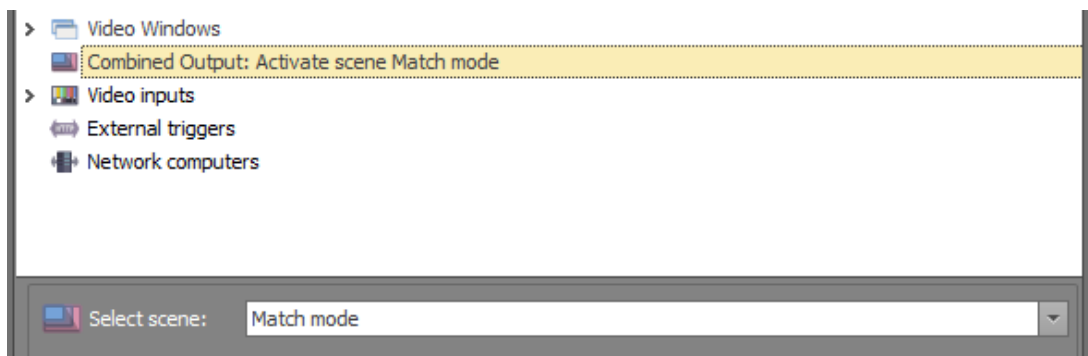 Video Windows
Combined Output: Activate scene Match mode
Video inputs
External triggers
Network computers
Select scene: Match mode